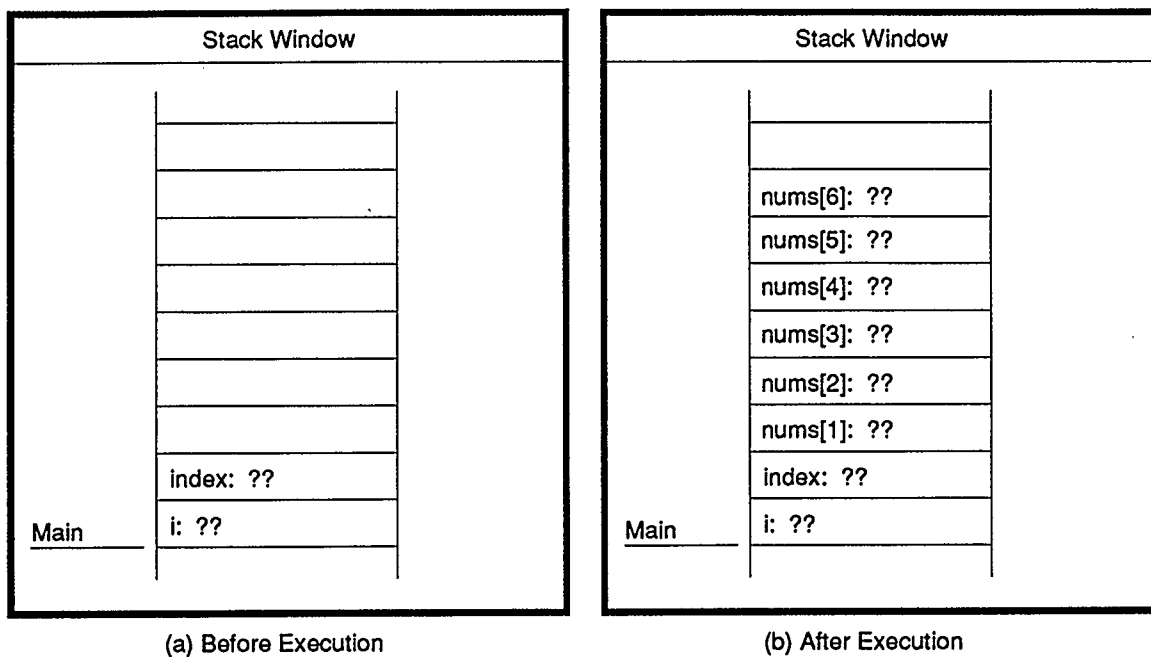 Stack Window
index: ??
i: ??
Main
(a) Before Execution
Stack Window
nums[6]: ??
nums[5]: ??
nums[4]: ??
nums[3]: ??
nums[2]: ??
nums[1]: ??
index: ??
i: ??
Main
(b) After Execution